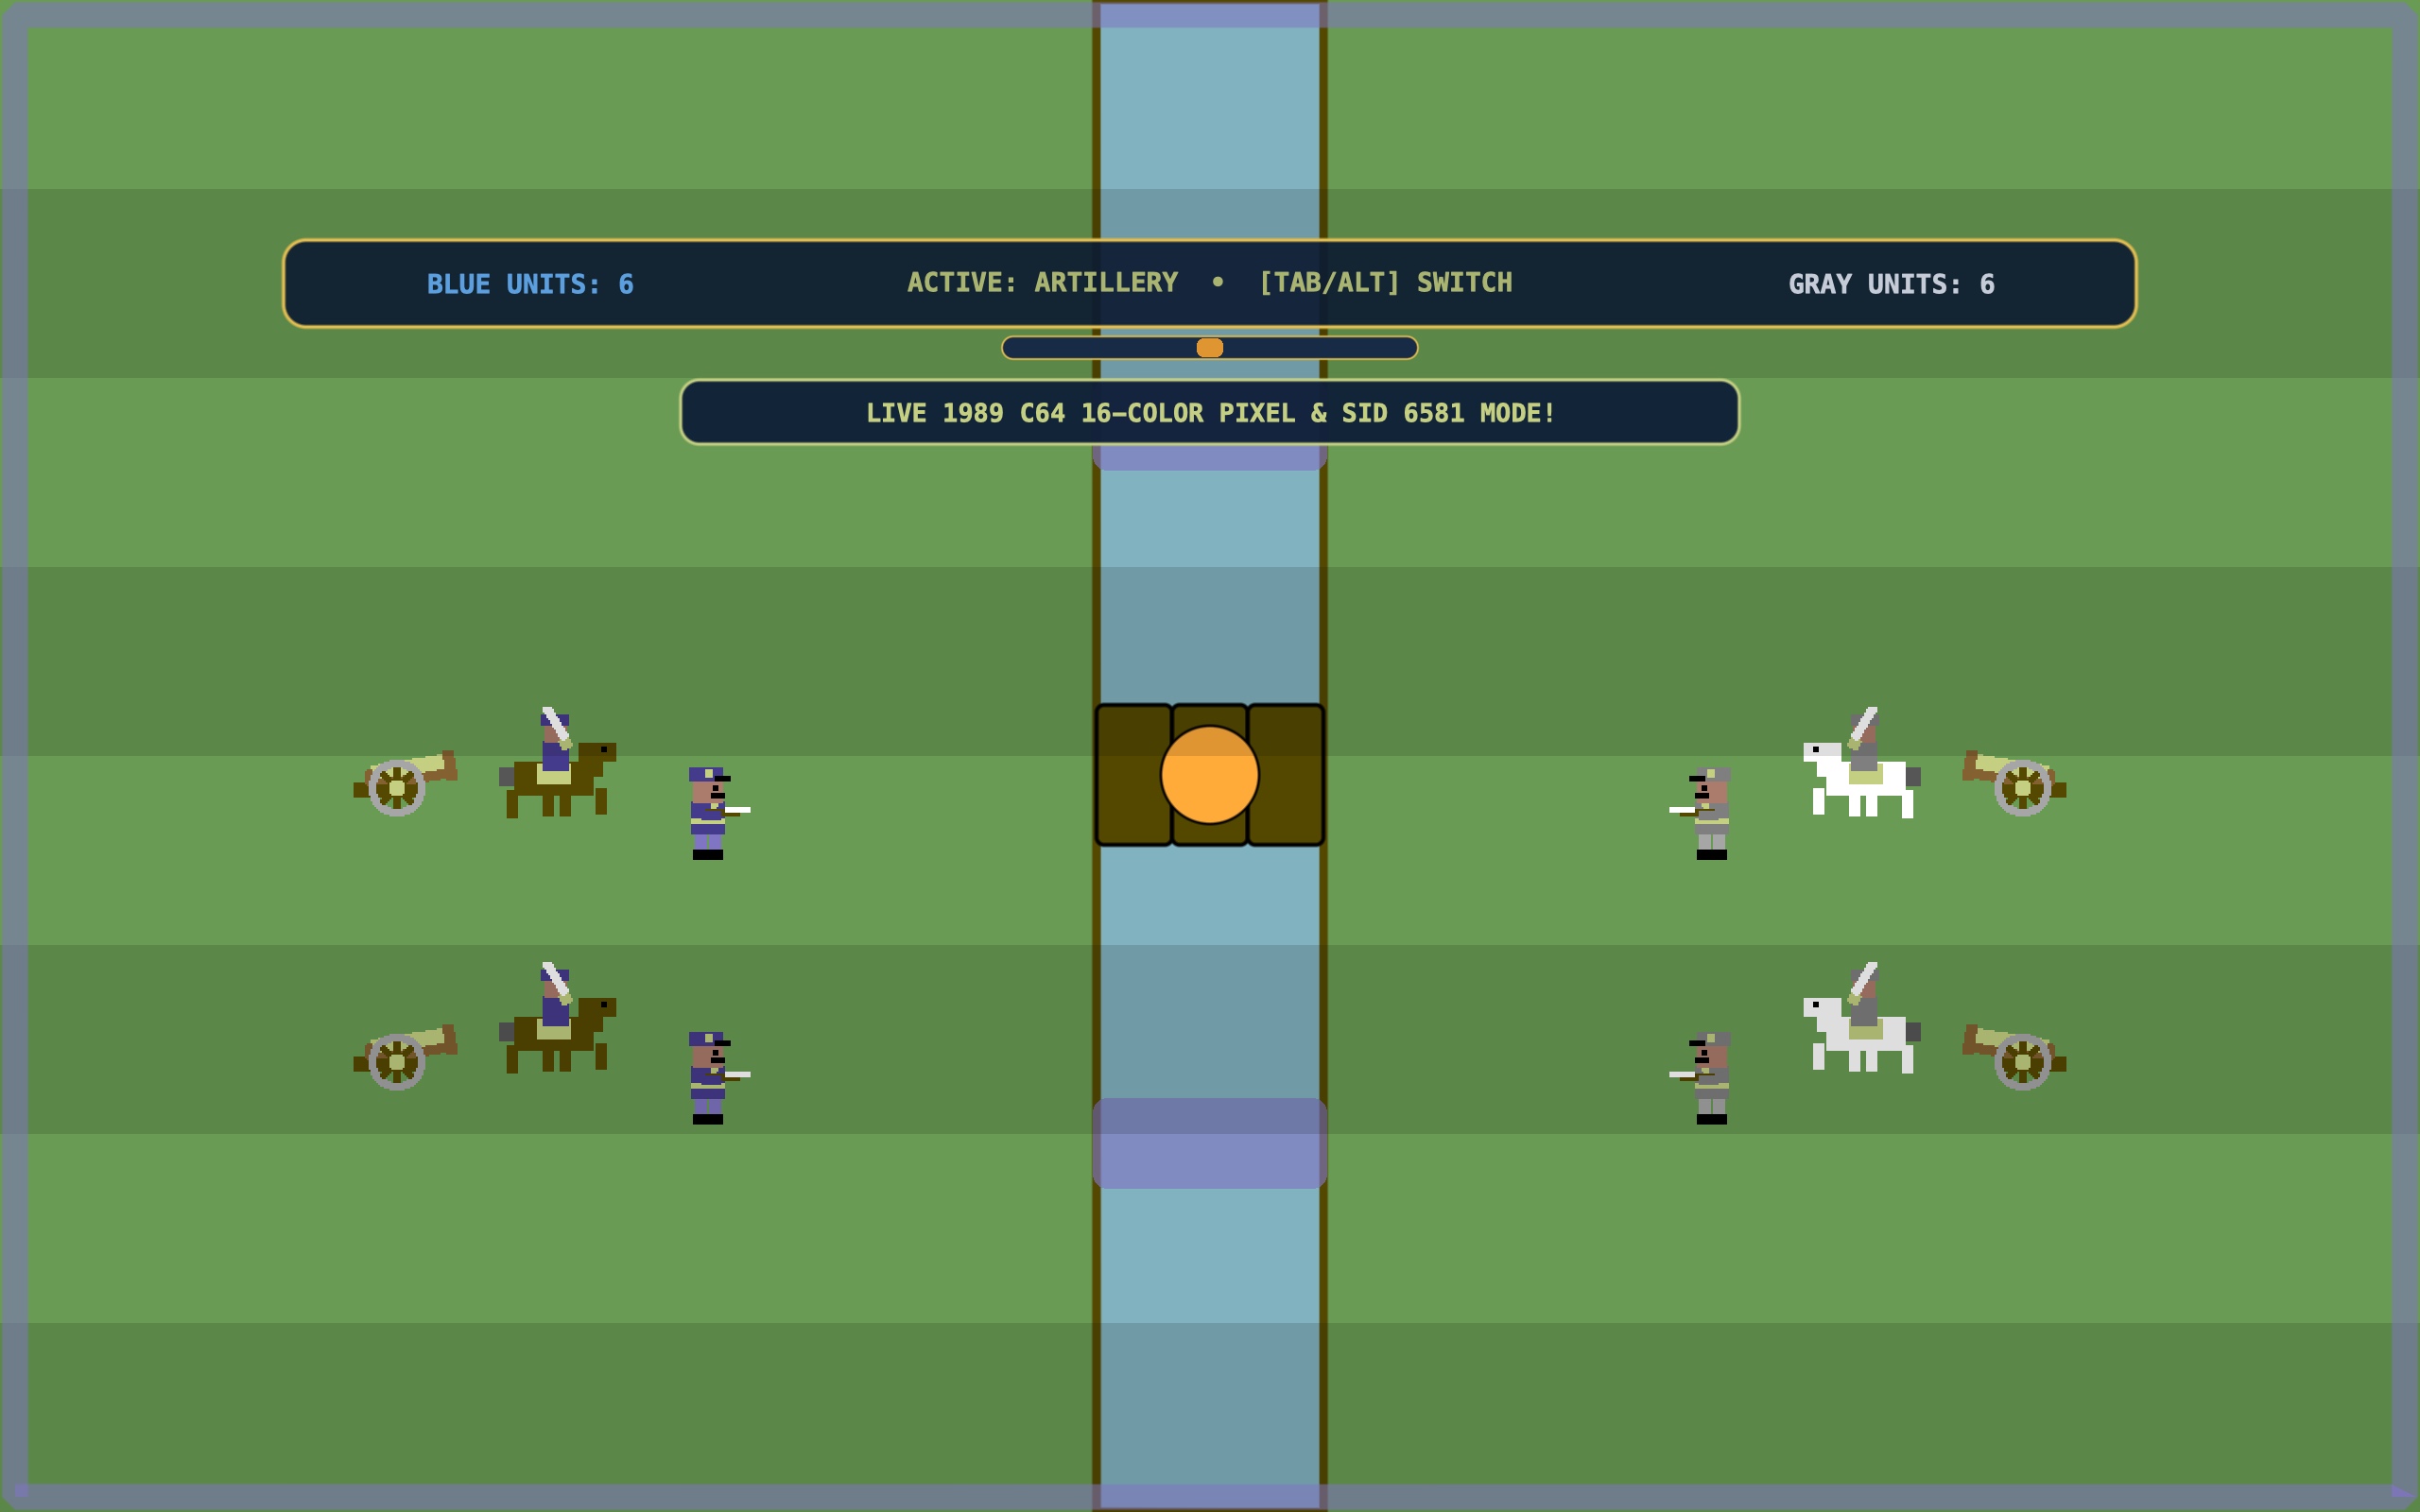 BLUE UNITS: 6
ACTIVE: ARTILLERY • [TAB/ALT] SWITCH
GRAY UNITS: 6
LIVE 1989 C64 16–COLOR PIXEL & SID 6581 MODE!